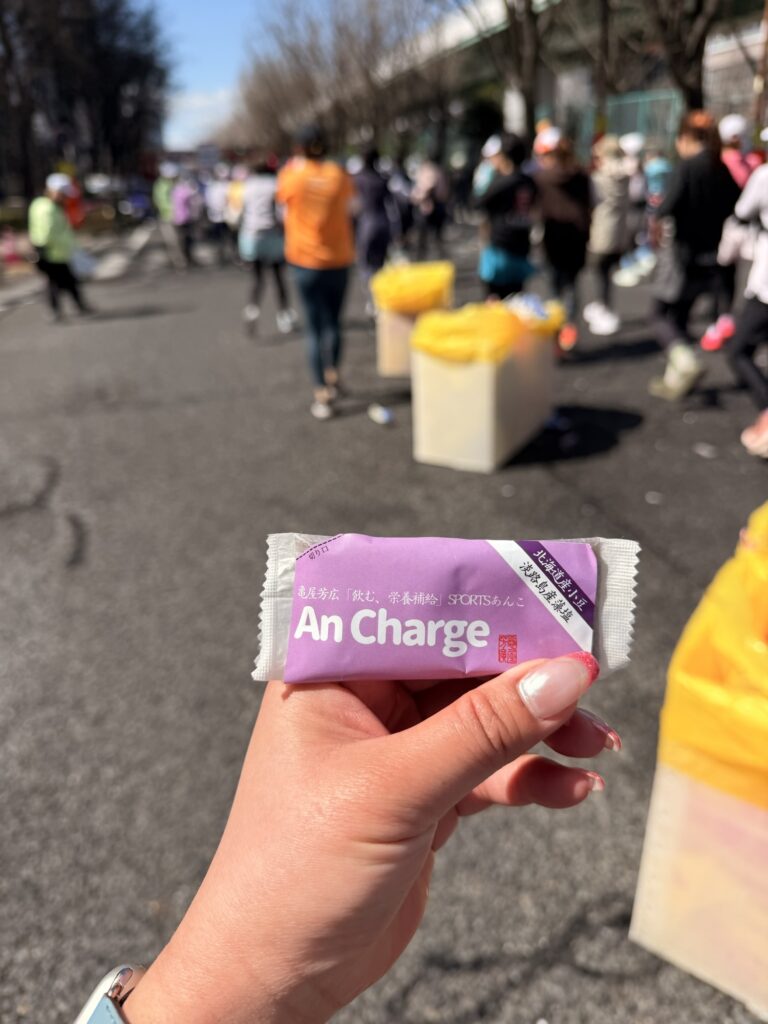 切り口
亀屋芳広「飲む、栄養補給」SPORTSあんこ
An Charge
北海道産小豆
淡路島産藻塩